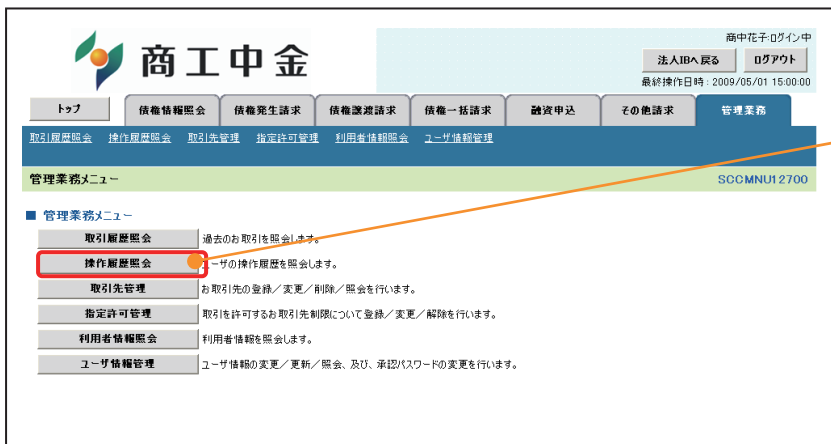 商工中金
商中花子:ログイン中
法人IBへ戻る ログアウト
最終操作日時：2009/05/01 15:00:00
トップ 債権情報照会 債権発生請求 債権譲渡請求 債権一括請求 融資申込 その他請求 管理業務
取引履歴照会 操作履歴照会 取引先管理 指定許可管理 利用者情報照会 ユーザ情報管理
管理業務メニュー SCCMNU12700
■ 管理業務メニュー
取引履歴照会 過去のお取引を照会します。
操作履歴照会 ユーザの操作履歴を照会します。
取引先管理 お取引先の登録／変更／削除／照会を行います。
指定許可管理 取引を許可するお取引先制限について登録／変更／解除を行います。
利用者情報照会 利用者情報を照会します。
ユーザ情報管理 ユーザ情報の変更／更新／照会、及び、承認パスワードの変更を行います。